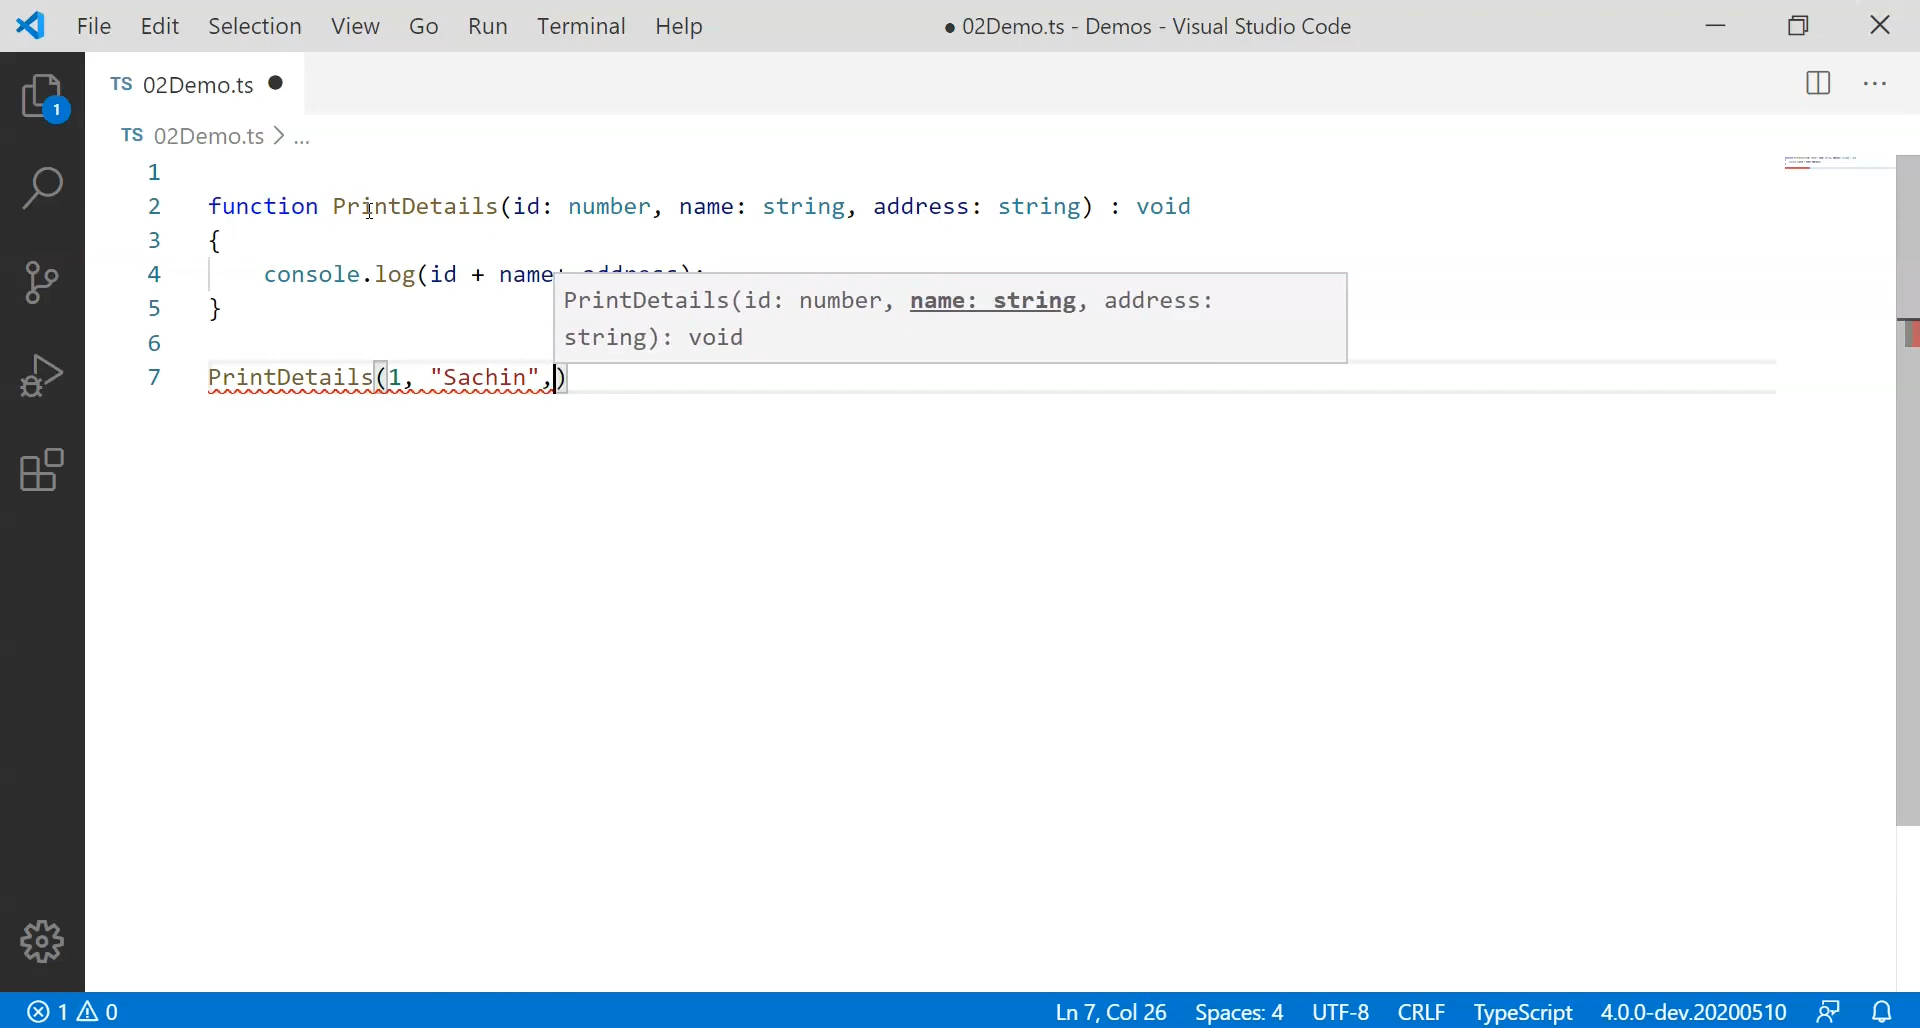 File Edit Selection View Go Run Terminal Help ● 02Demo.ts - Demos - Visual Studio Code
1
TS 02Demo.ts ●
TS 02Demo.ts > ...
1
2 function PrintDetails(id: number, name: string, address: string) : void
3 {
4 console.log(id + name+ address);
5 }
6
7 PrintDetails(1, "Sachin",)
PrintDetails(id: number, name: string, address:
string): void
1 0 Ln 7, Col 26 Spaces: 4 UTF-8 CRLF TypeScript 4.0.0-dev.20200510